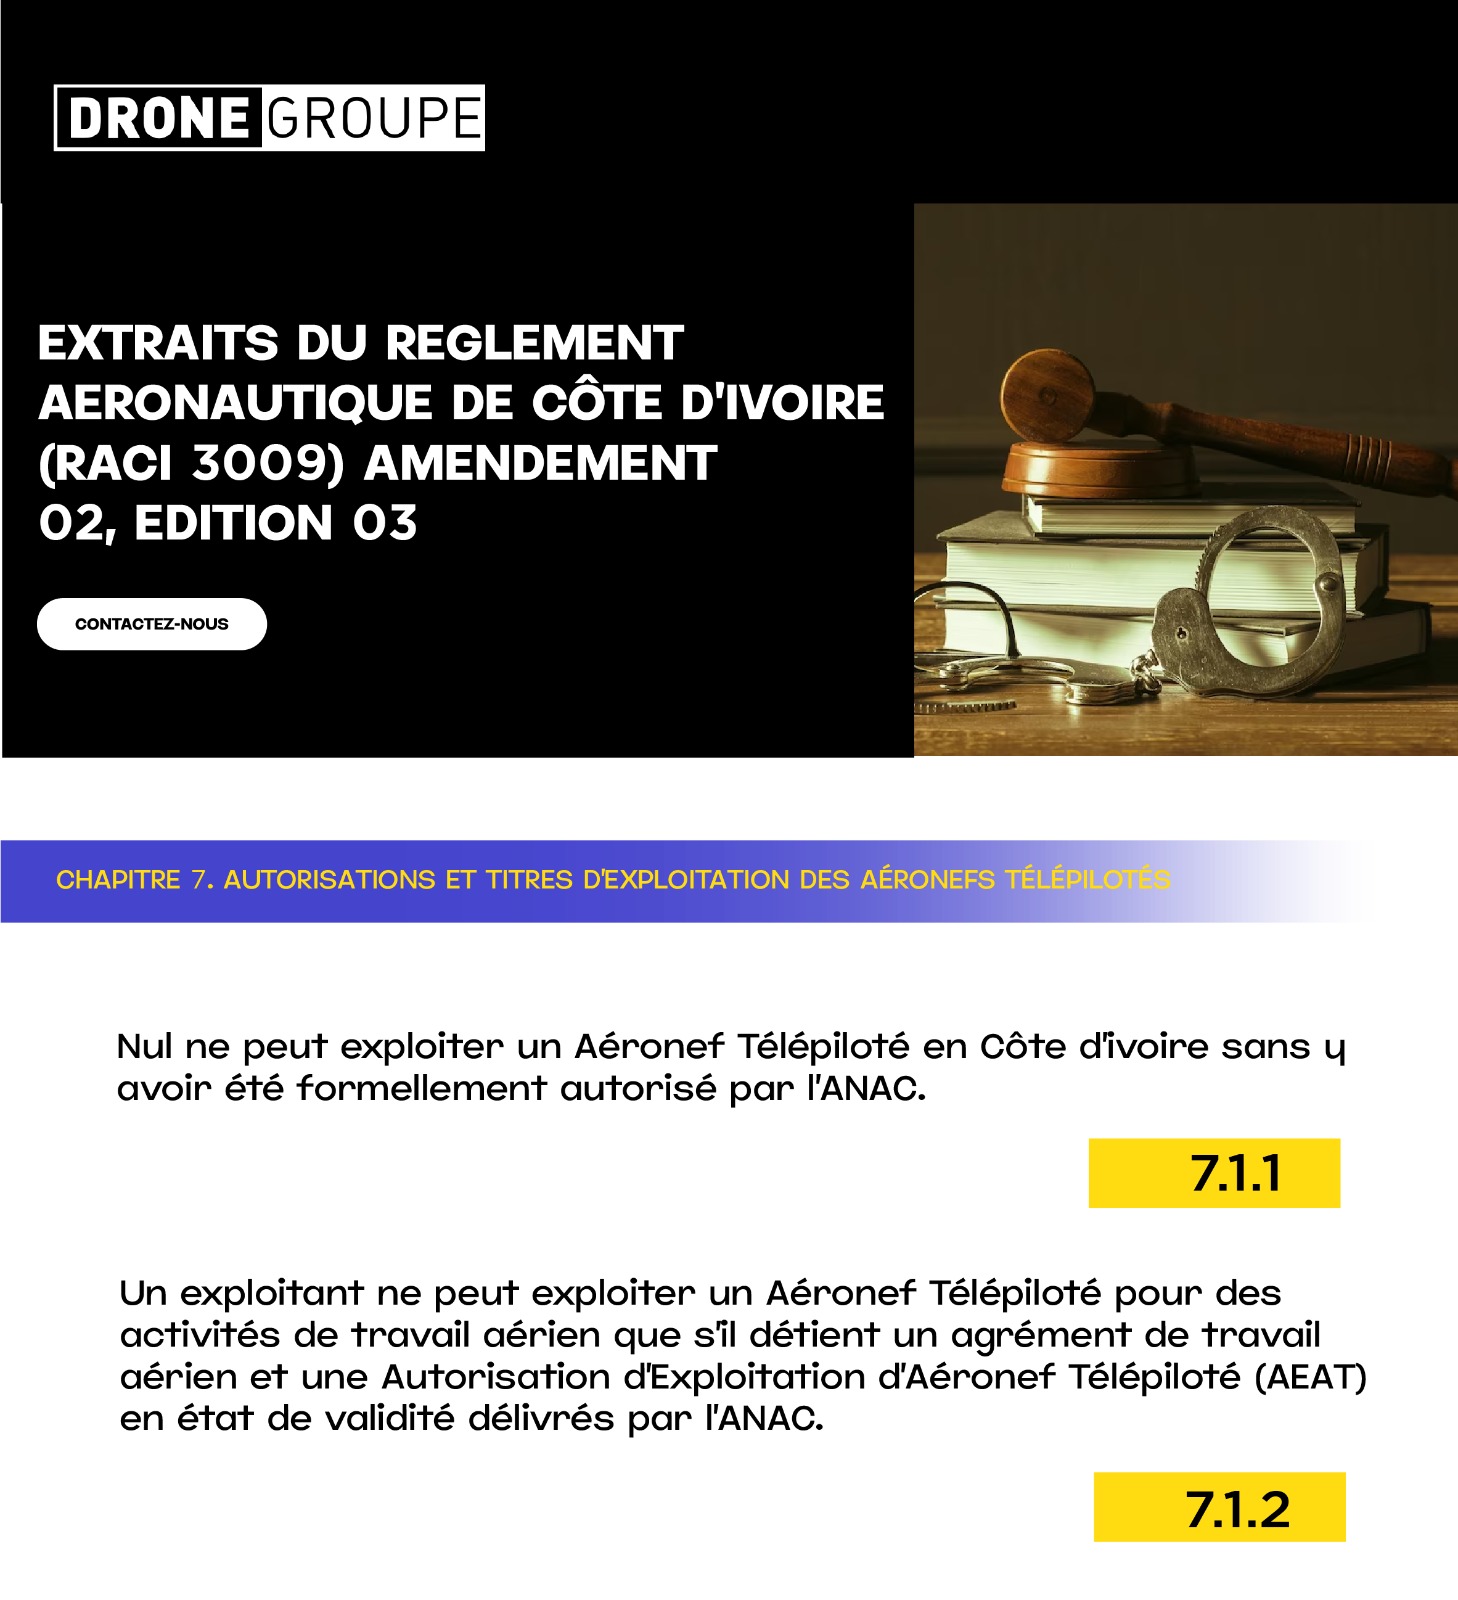 DRONE GROUPE
EXTRAITS DU REGLEMENT
AERONAUTIQUE DE CÔTE D'IVOIRE
(RACI 3009) AMENDEMENT
02, EDITION 03
CONTACTEZ-NOUS
CHAPITRE 7. AUTORISATIONS ET TITRES D'EXPLOITATION DES AÉRONEFS TÉLÉPILOTÉS
Nul ne peut exploiter un Aéronef Télépiloté en Côte d'ivoire sans y
avoir été formellement autorisé par l'ANAC.
7.1.1
Un exploitant ne peut exploiter un Aéronef Télépiloté pour des
activités de travail aérien que s'il détient un agrément de travail
aérien et une Autorisation d'Exploitation d'Aéronef Télépiloté (AEAT)
en état de validité délivrés par l'ANAC.
7.1.2